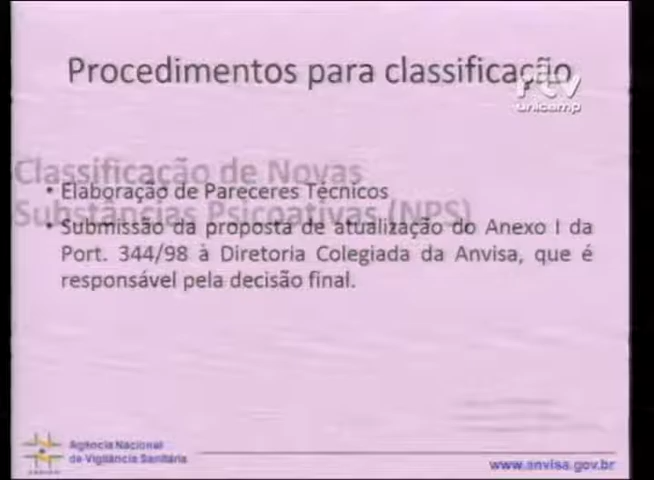 Procedimentos para classificação
rtv
unicamp
Classificação de Novas
• Elaboração de Pareceres Técnicos
Substâncias Psicoativas (NPS)
• Submissão da proposta de atualização do Anexo I da
Port. 344/98 à Diretoria Colegiada da Anvisa, que é
responsável pela decisão final.
Agência Nacional
de Vigilância Sanitária
www.anvisa.gov.br